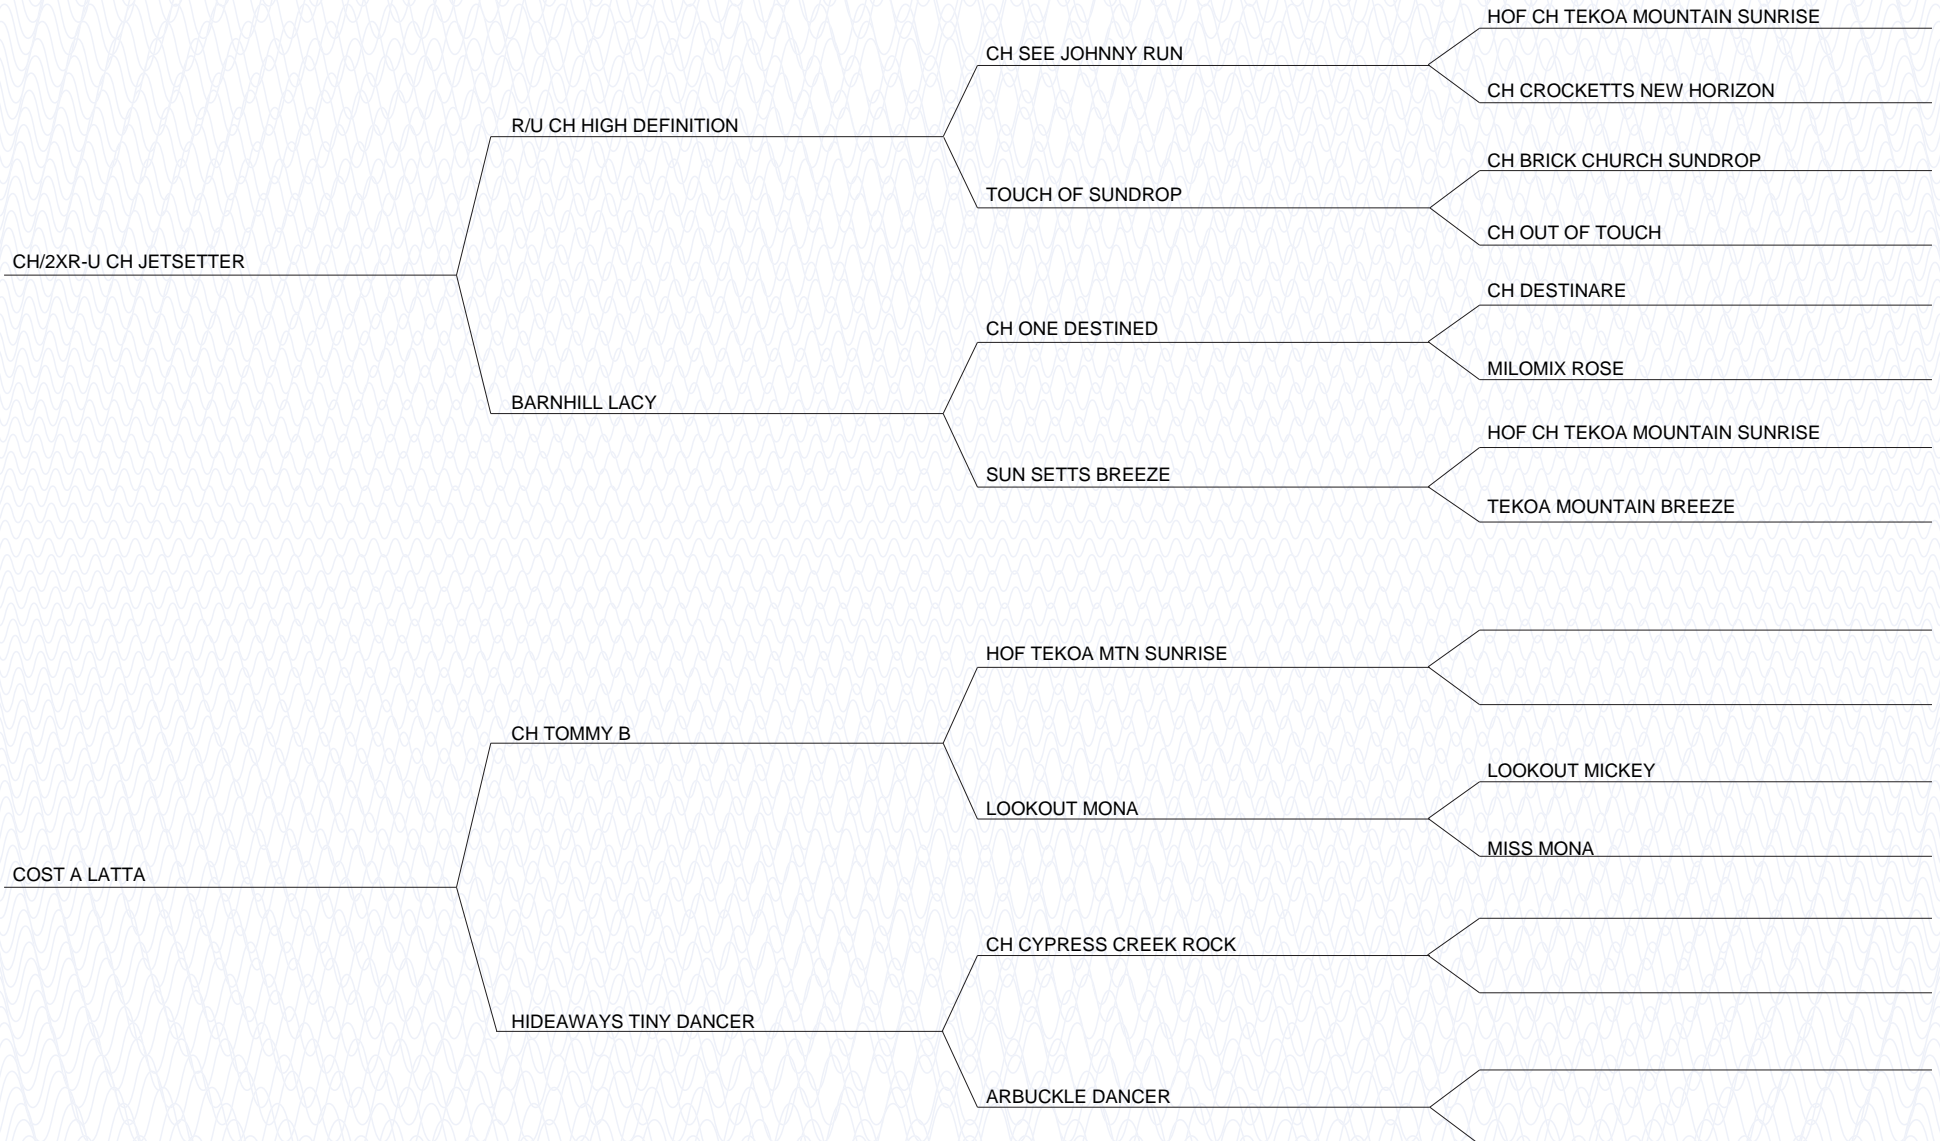 HOF CH TEKOA MOUNTAIN SUNRISE
CH SEE JOHNNY RUN
CH CROCKETTS NEW HORIZON
R/U CH HIGH DEFINITION
CH BRICK CHURCH SUNDROP
TOUCH OF SUNDROP
CH OUT OF TOUCH
CH/2XR-U CH JETSETTER
CH DESTINARE
CH ONE DESTINED
MILOMIX ROSE
BARNHILL LACY
HOF CH TEKOA MOUNTAIN SUNRISE
SUN SETTS BREEZE
TEKOA MOUNTAIN BREEZE
HOF TEKOA MTN SUNRISE
CH TOMMY B
LOOKOUT MICKEY
LOOKOUT MONA
MISS MONA
COST A LATTA
CH CYPRESS CREEK ROCK
HIDEAWAYS TINY DANCER
ARBUCKLE DANCER